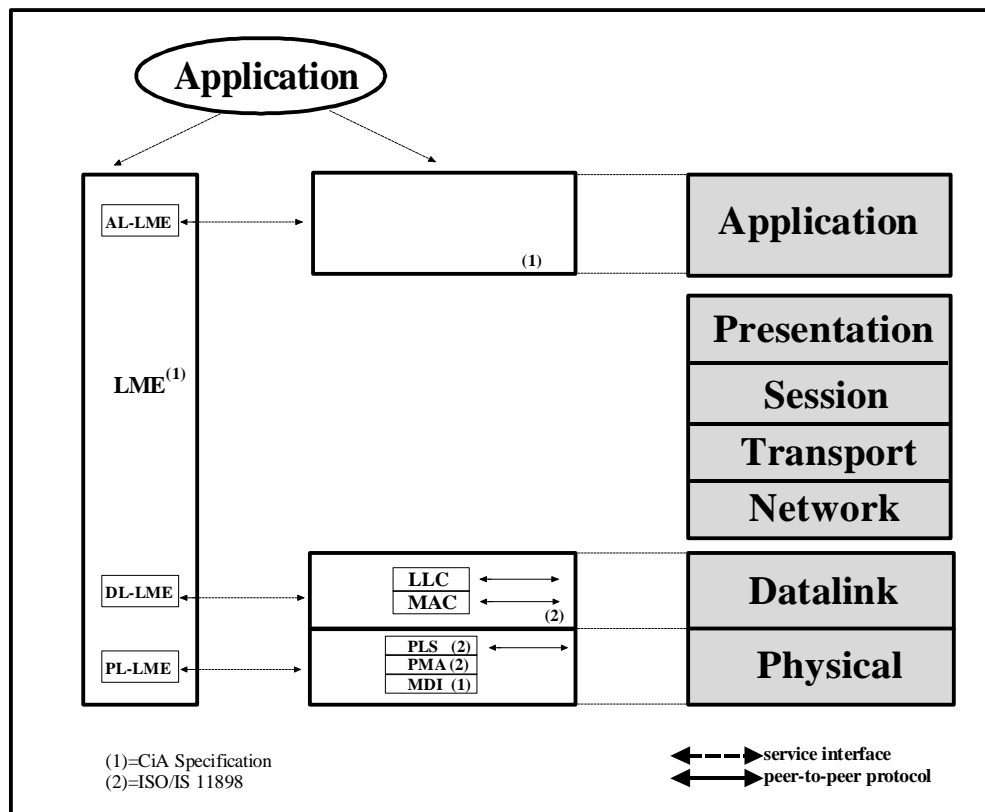 Application
AL-LME
(1)
Application
Presentation
LME(1)
Session
Transport
Network
DL-LME
LLC
MAC
(2)
Datalink
PL-LME
PLS (2)
PMA (2)
MDI (1)
Physical
(1)=CiA Specification
(2)=ISO/IS 11898
service interface
peer-to-peer protocol